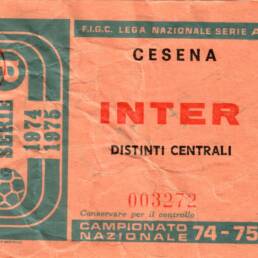 F.I.G.C. LEGA NAZIONALE SERIE A
SERIE
1974
1975
CESENA
INTER
DISTINTI CENTRALI
003272
Conservare per il controllo
CAMPIONATO
NAZIONALE 74-75